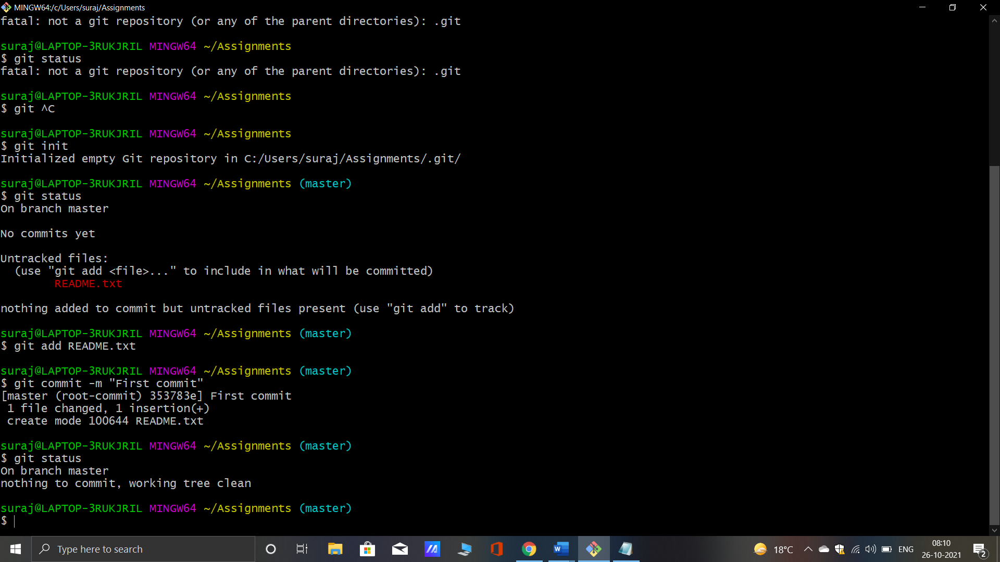 MINGW64:/c/Users/suraj/Assignments
fatal: not a git repository (or any of the parent directories): .git
suraj@LAPTOP-3RUKJRIL MINGW64 ~/Assignments
$ git status
fatal: not a git repository (or any of the parent directories): .git
suraj@LAPTOP-3RUKJRIL MINGW64 ~/Assignments
$ git ^C
suraj@LAPTOP-3RUKJRIL MINGW64 ~/Assignments
$ git init
Initialized empty Git repository in C:/Users/suraj/Assignments/.git/
suraj@LAPTOP-3RUKJRIL MINGW64 ~/Assignments (master)
$ git status
On branch master
No commits yet
Untracked files:
(use "git add <file>..." to include in what will be committed)
README.txt
nothing added to commit but untracked files present (use "git add" to track)
suraj@LAPTOP-3RUKJRIL MINGW64 ~/Assignments (master)
$ git add README.txt
suraj@LAPTOP-3RUKJRIL MINGW64 ~/Assignments (master)
$ git commit -m "First commit"
[master (root-commit) 353783e] First commit
1 file changed, 1 insertion(+)
create mode 100644 README.txt
suraj@LAPTOP-3RUKJRIL MINGW64 ~/Assignments (master)
$ git status
On branch master
nothing to commit, working tree clean
suraj@LAPTOP-3RUKJRIL MINGW64 ~/Assignments (master)
$
Type here to search
18°C
ENG
08:10
26-10-2021
2